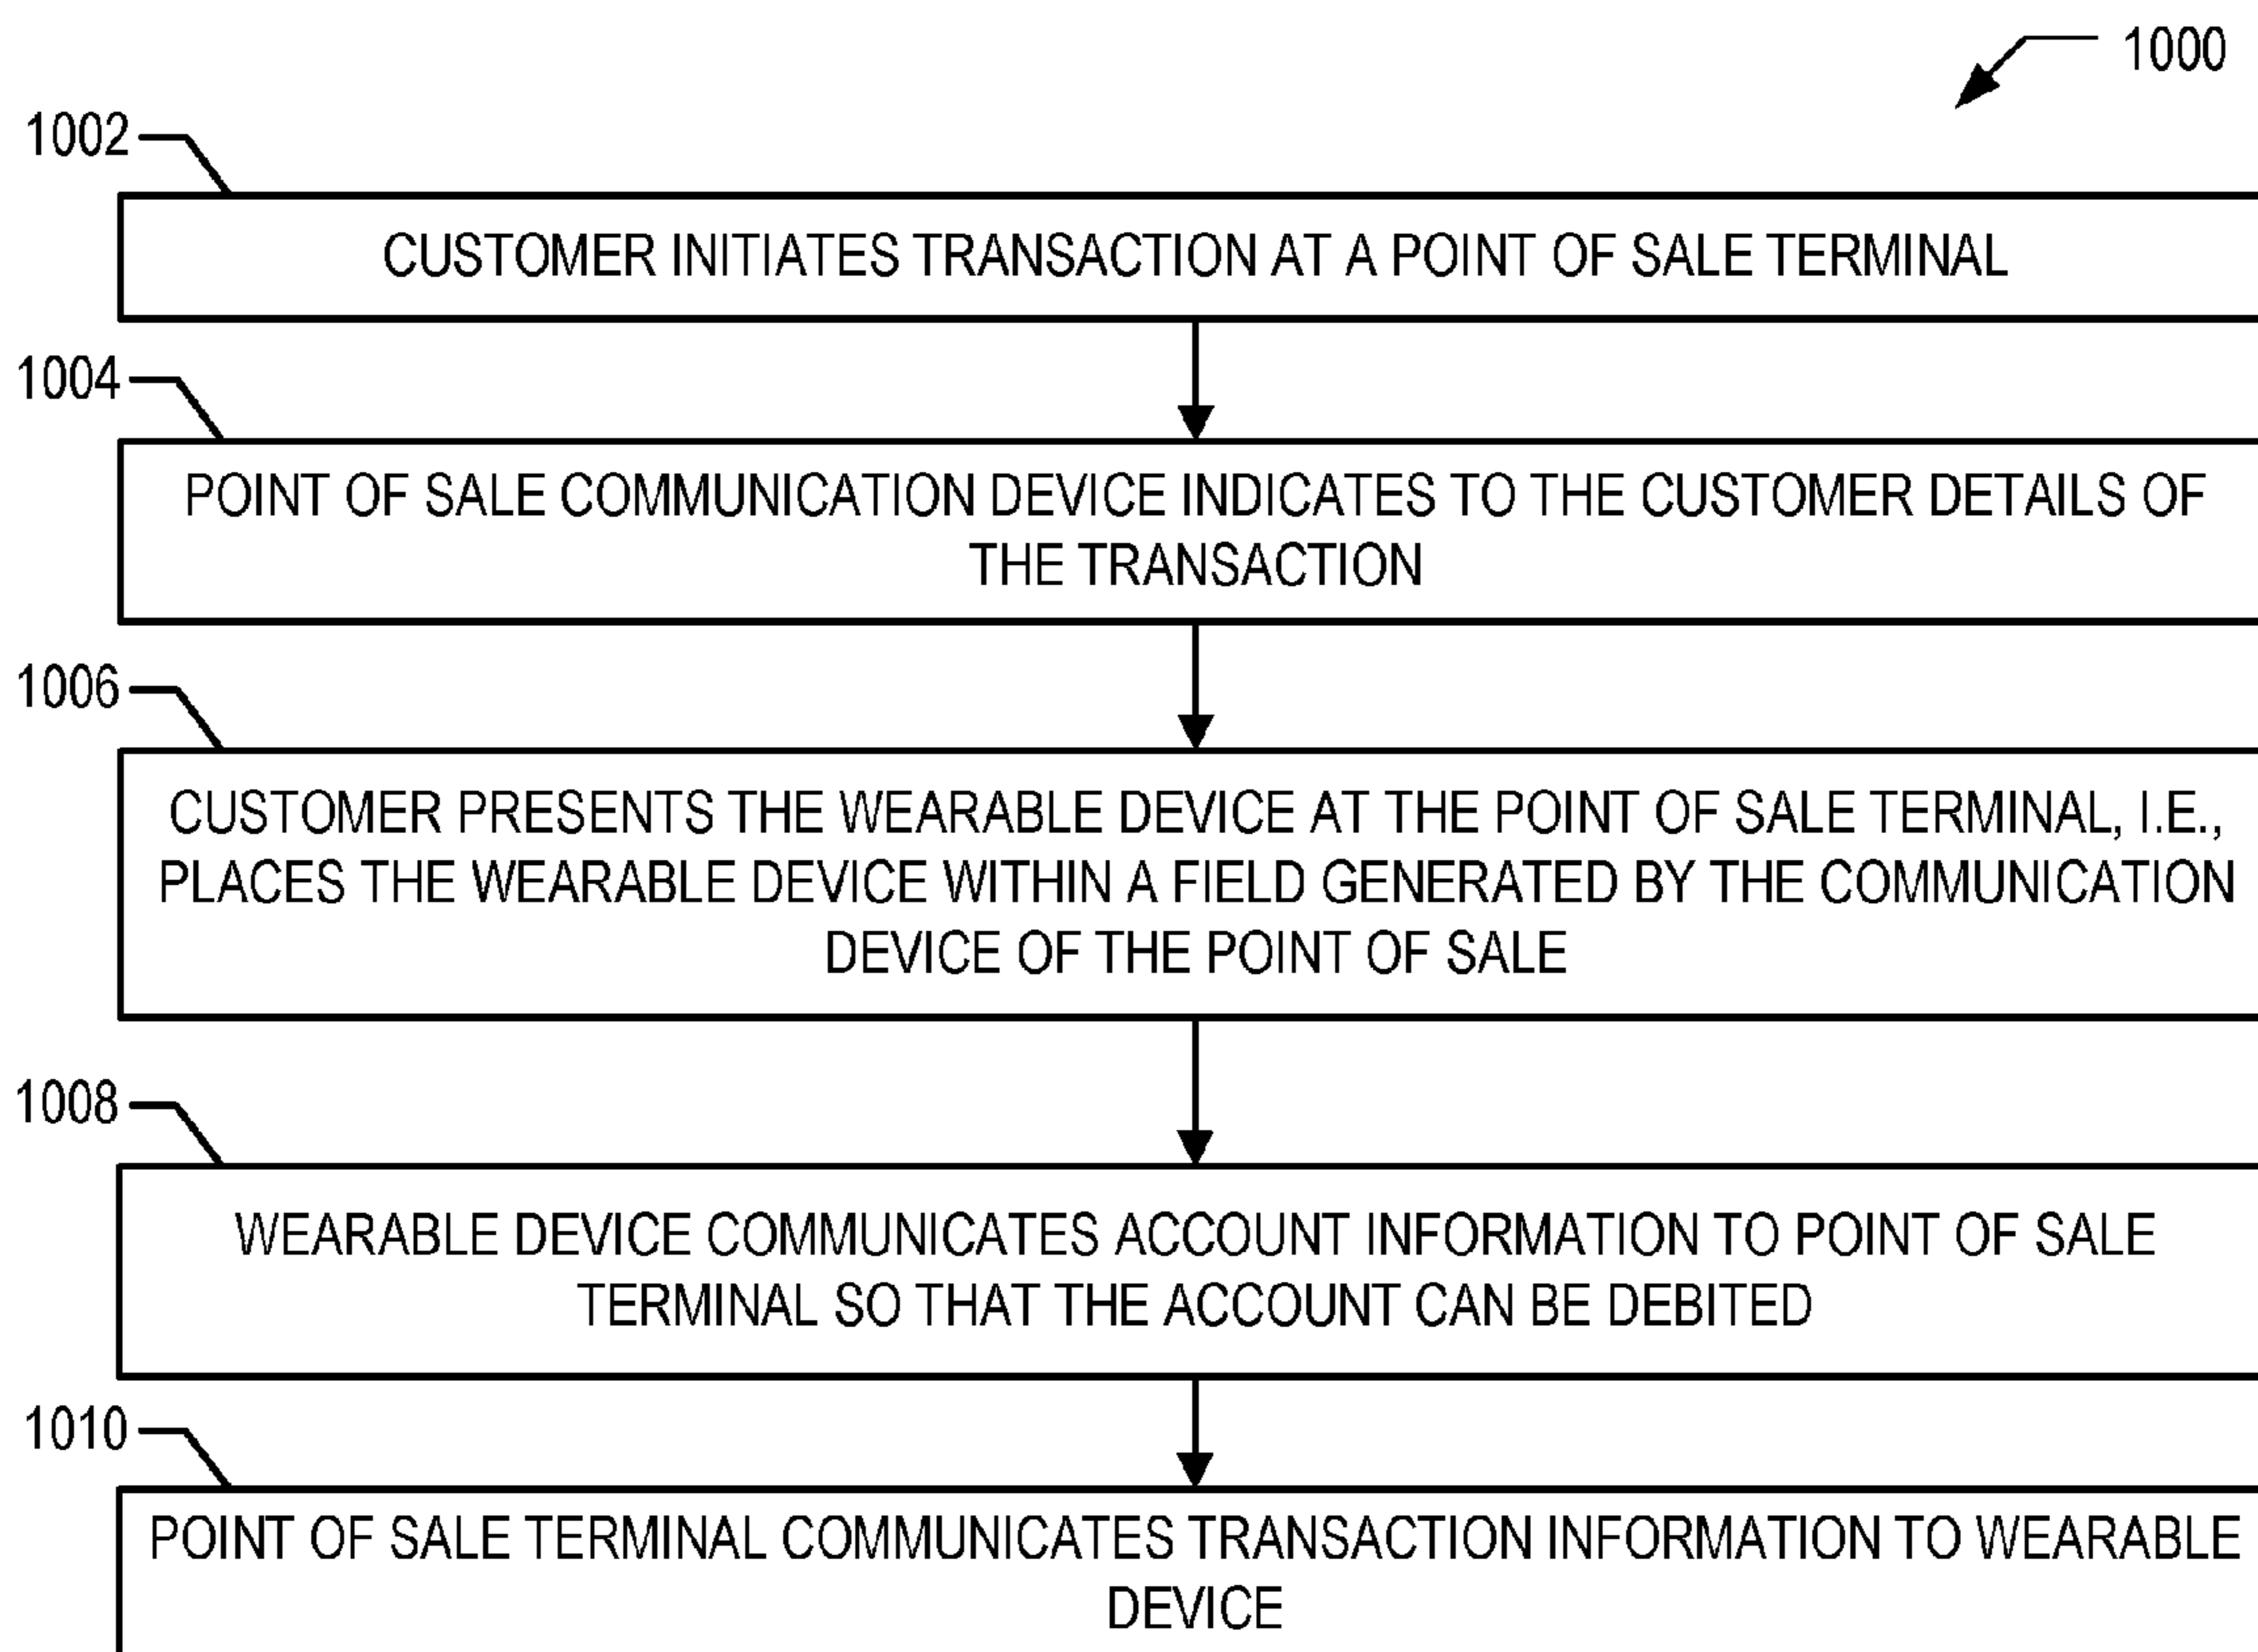 1000
1002
CUSTOMER INITIATES TRANSACTION AT A POINT OF SALE TERMINAL
1004
POINT OF SALE COMMUNICATION DEVICE INDICATES TO THE CUSTOMER DETAILS OF
THE TRANSACTION
1006
CUSTOMER PRESENTS THE WEARABLE DEVICE AT THE POINT OF SALE TERMINAL, I.E.,
PLACES THE WEARABLE DEVICE WITHIN A FIELD GENERATED BY THE COMMUNICATION
DEVICE OF THE POINT OF SALE
1008
WEARABLE DEVICE COMMUNICATES ACCOUNT INFORMATION TO POINT OF SALE
TERMINAL SO THAT THE ACCOUNT CAN BE DEBITED
1010
POINT OF SALE TERMINAL COMMUNICATES TRANSACTION INFORMATION TO WEARABLE
DEVICE